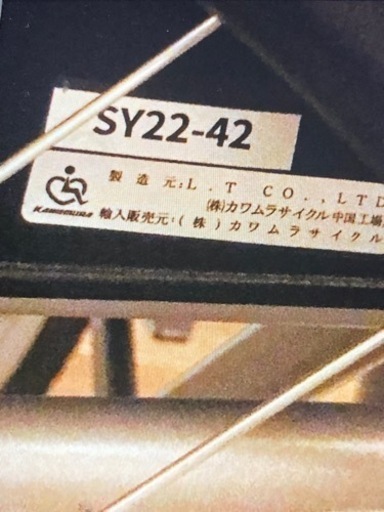 SY22-42
製造元:L.T CO.,LTD
(株)カワムラサイクル中国工場
KAWAMURA 輸入販売元:(株)カワムラサイクル